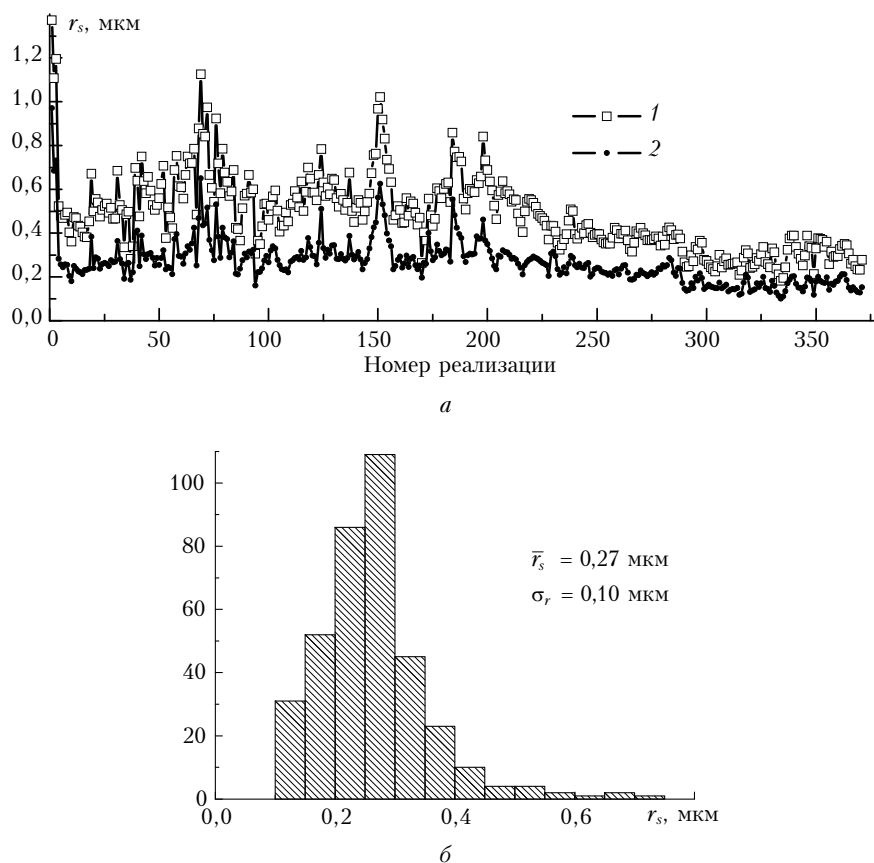 r_s, мкм
1,2
1,0
0,8
0,6
0,4
0,2
0,0
1
2
0 50 100 150 200 250 300 350
Номер реализации
а
100
80
60
40
20
0
r̅_s = 0,27 мкм
σ_r = 0,10 мкм
0,0 0,2 0,4 0,6 r_s, мкм
б